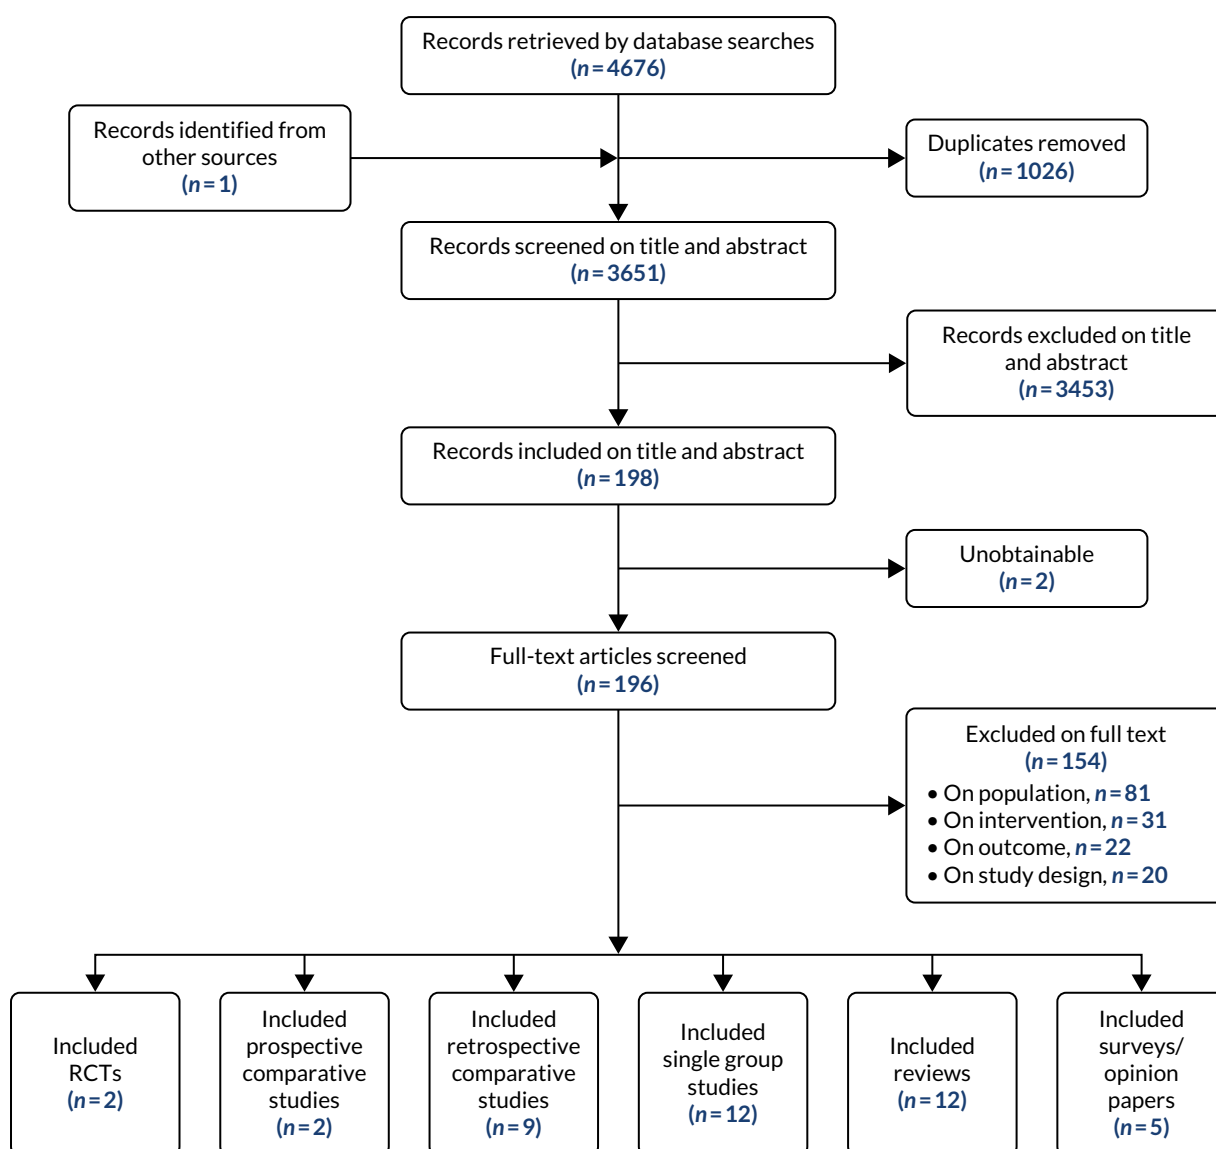 Records retrieved by database searches
(n=4676)
Records identified from
other sources
(n=1)
Duplicates removed
(n=1026)
Records screened on title and abstract
(n=3651)
Records excluded on title
and abstract
(n=3453)
Records included on title and abstract
(n=198)
Unobtainable
(n=2)
Full-text articles screened
(n=196)
Excluded on full text
(n=154)
• On population, n=81
• On intervention, n=31
• On outcome, n=22
• On study design, n=20
Included
RCTs
(n=2)
Included
prospective
comparative
studies
(n=2)
Included
retrospective
comparative
studies
(n=9)
Included
single group
studies
(n=12)
Included
reviews
(n=12)
Included
surveys/
opinion
papers
(n=5)